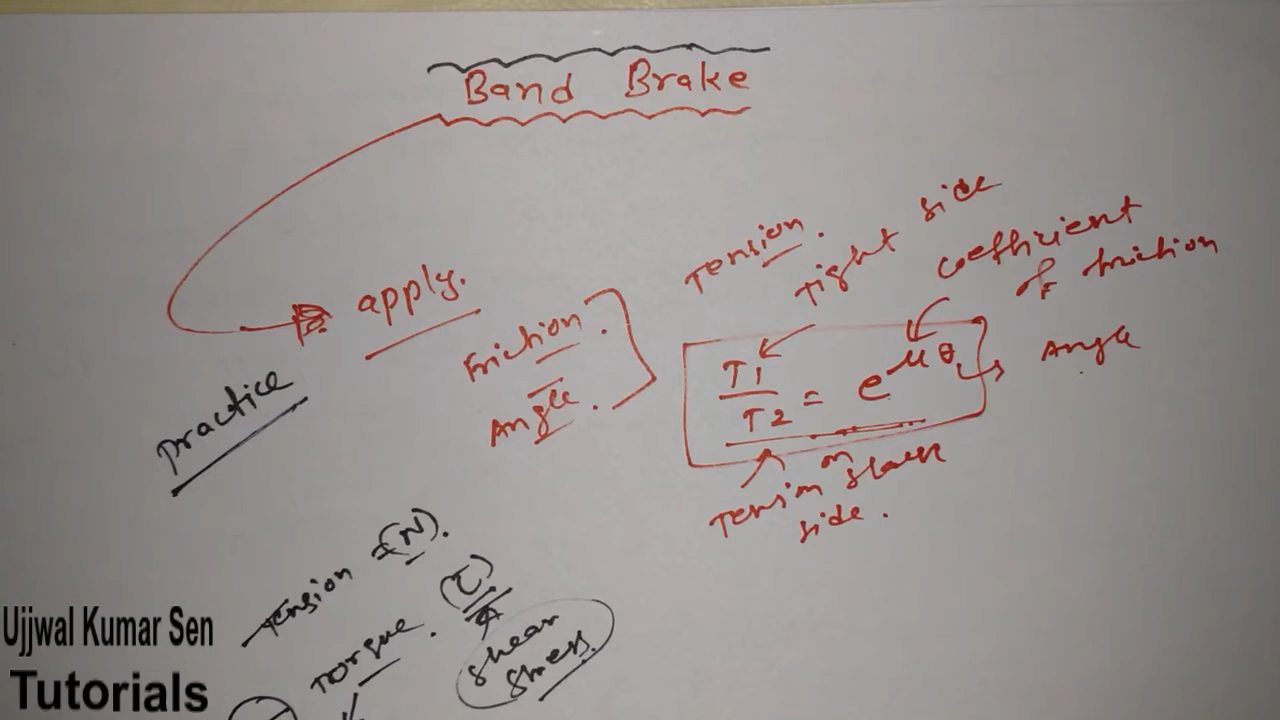 Band Brake
apply.
Practice
Friction.
Angle.
Tension.
Tight side
coefficient
of friction
Angle
T1
T2 = e^μθ
Tension on slack
side.
Tension (N).
Torque. (τ)
Shear
Stress.
Ujjwal Kumar Sen
Tutorials